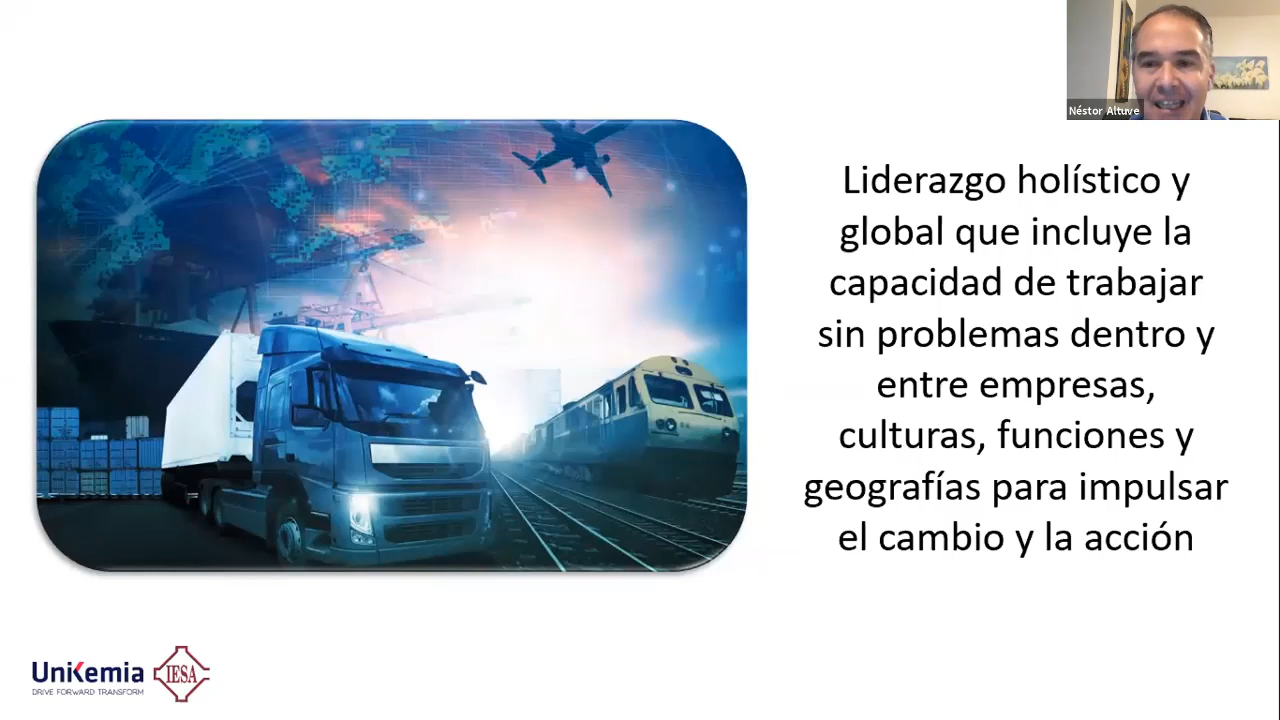 Néstor Altuve
Liderazgo holístico y
global que incluye la
capacidad de trabajar
sin problemas dentro y
entre empresas,
culturas, funciones y
geografías para impulsar
el cambio y la acción
UniKemia
DRIVE FORWARD TRANSFORM
IESA